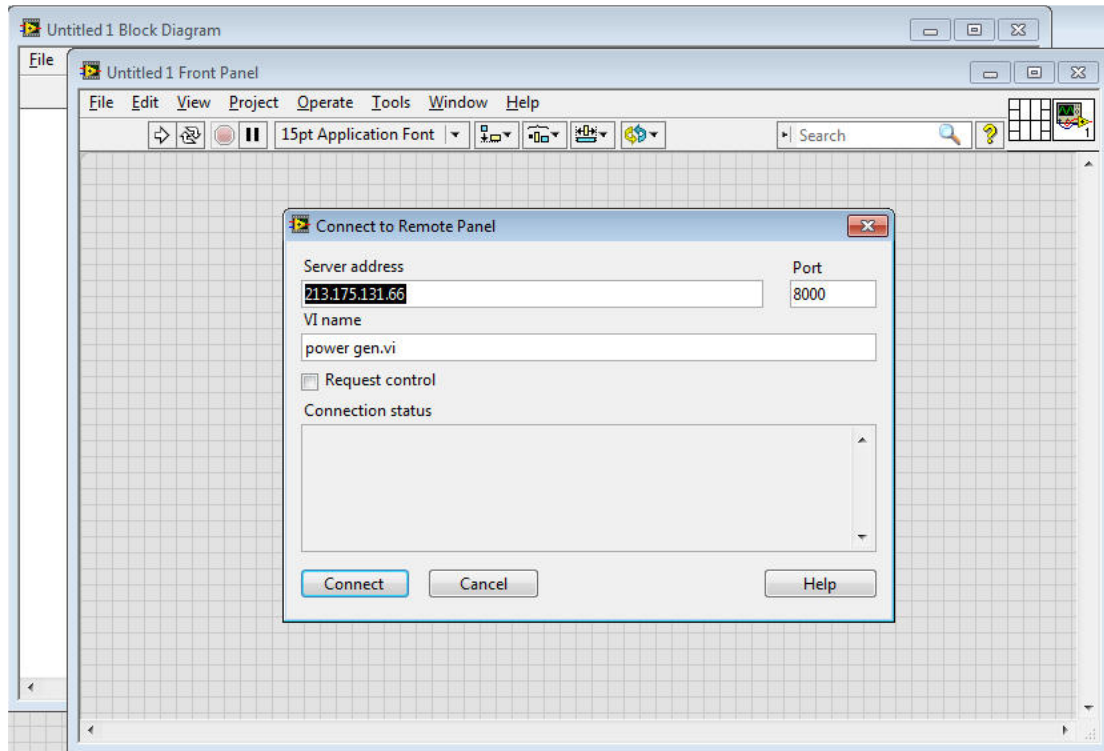 Untitled 1 Block Diagram
File
Untitled 1 Front Panel
File Edit View Project Operate Tools Window Help
15pt Application Font
Search
1
Connect to Remote Panel
Server address Port
213.175.131.66 8000
VI name
power gen.vi
Request control
Connection status
Connect Cancel Help